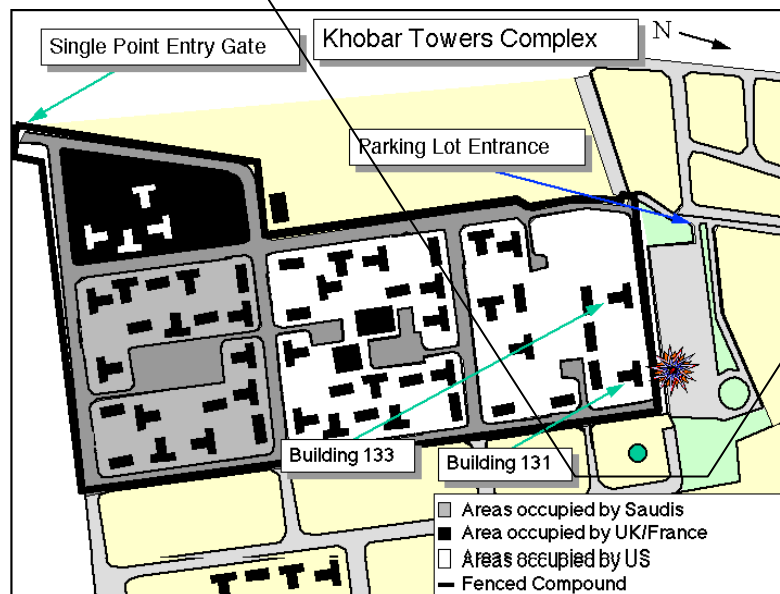 Single Point Entry Gate
Khobar Towers Complex
N
Parking Lot Entrance
Building 133
Building 131
Areas occupied by Saudis
Area occupied by UK/France
Areas occupied by US
Fenced Compound